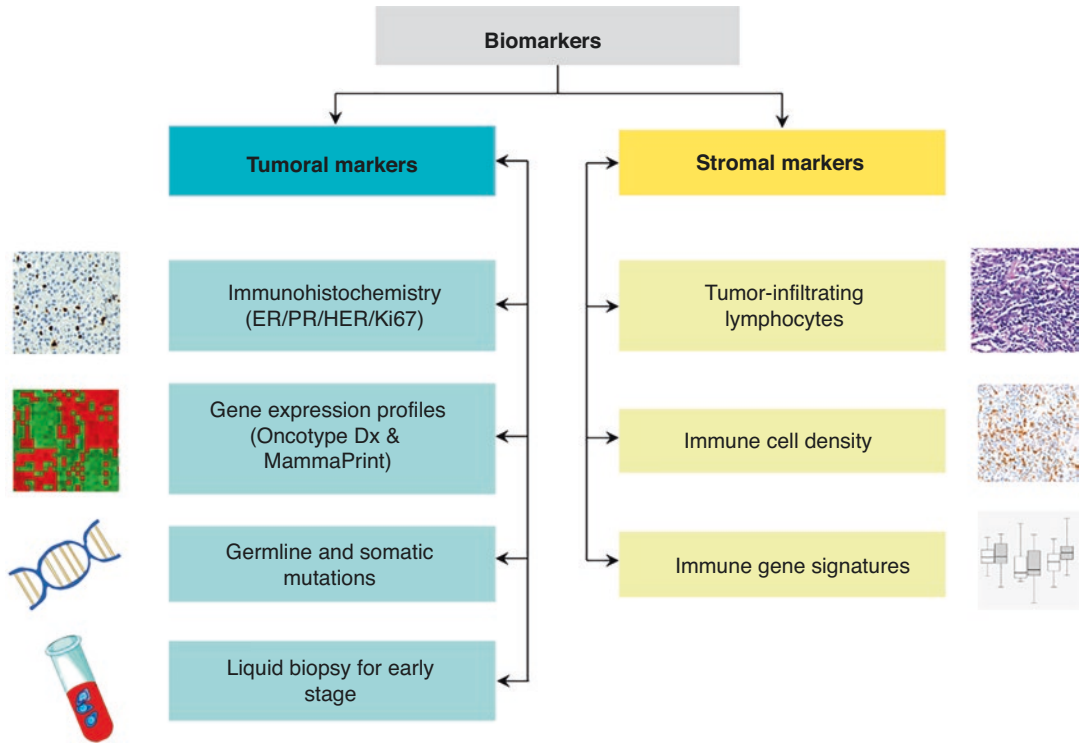 Biomarkers
Tumoral markers
Stromal markers
Immunohistochemistry
(ER/PR/HER/Ki67)
Tumor-infiltrating
lymphocytes
Gene expression profiles
(Oncotype Dx &
MammaPrint)
Immune cell density
Germline and somatic
mutations
Immune gene signatures
Liquid biopsy for early
stage